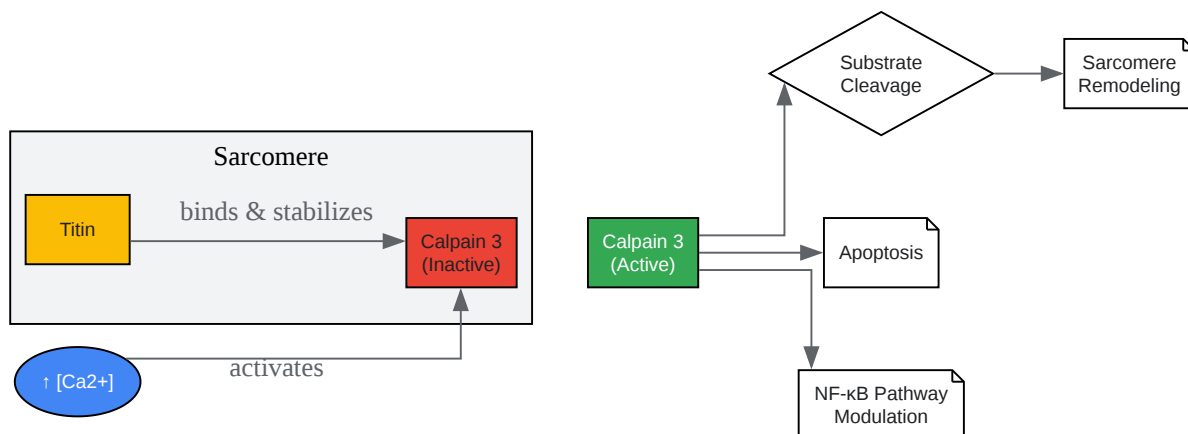 Sarcomere
Titin
binds & stabilizes
Calpain 3
(Inactive)
↑ [Ca2+]
activates
Calpain 3
(Active)
Substrate
Cleavage
Sarcomere
Remodeling
Apoptosis
NF-κB Pathway
Modulation